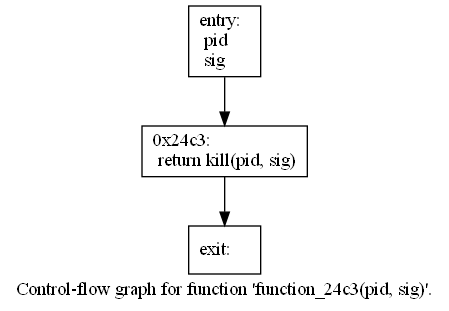 entry:
pid
sig
0x24c3:
return kill(pid, sig)
exit:
Control-flow graph for function 'function_24c3(pid, sig)'.